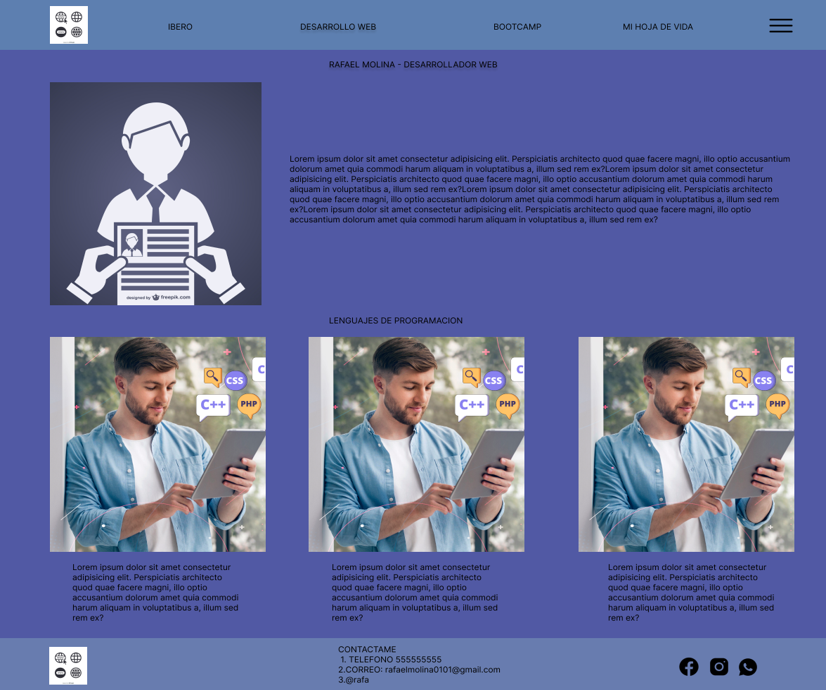 IBERO
DESARROLLO WEB
BOOTCAMP
MI HOJA DE VIDA
RAFAEL MOLINA - DESARROLLADOR WEB
designed by freepik.com
Lorem ipsum dolor sit amet consectetur adipisicing elit. Perspiciatis architecto quod quae facere magni, illo optio accusantium
dolorum atque quia commodi harum aliquam in voluptatibus a, illum sed rem ex?Lorem ipsum dolor sit amet consectetur
adipisicing elit. Perspiciatis architecto quod quae facere magni, illo optio accusantium dolorum amet quia commodi harum
aliquam in voluptatibus a, illum sed rem ex?Lorem ipsum dolor sit amet consectetur adipisicing elit. Perspiciatis architecto
quod quae facere magni, illo optio accusantium dolorum amet quia commodi harum aliquam in voluptatibus a, illum sed rem
ex?Lorem ipsum dolor sit amet consectetur adipisicing elit. Perspiciatis architecto quod quae facere magni, illo optio
accusantium dolorum amet quia commodi harum aliquam in voluptatibus a, illum sed rem ex?
LENGUAJES DE PROGRAMACION
C
CSS
C++
PHP
C
CSS
C++
PHP
C
CSS
C++
PHP
Lorem ipsum dolor sit amet consectetur
adipisicing elit. Perspiciatis architecto
quod quae facere magni, illo optio
accusantium dolorum amet quia commodi
harum aliquam in voluptatibus a, illum sed
rem ex?
Lorem ipsum dolor sit amet consectetur
adipisicing elit. Perspiciatis architecto
quod quae facere magni, illo optio
accusantium dolorum amet quia commodi
harum aliquam in voluptatibus a, illum sed
rem ex?
Lorem ipsum dolor sit amet consectetur
adipisicing elit. Perspiciatis architecto
quod quae facere magni, illo optio
accusantium dolorum amet quia commodi
harum aliquam in voluptatibus a, illum sed
rem ex?
CONTACTAME
1. TELEFONO 555555555
2.CORREO: rafaelmolina0101@gmail.com
3.@rafa